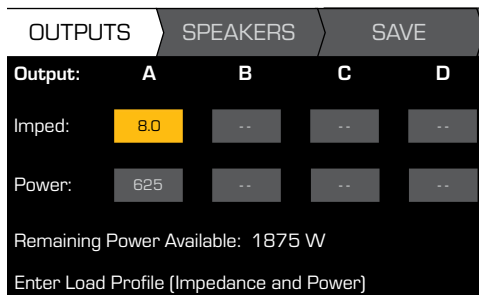 OUTPUTS SPEAKERS SAVE
Output: A B C D
Imped: 8.0 -- -- --
Power: 625 -- -- --
Remaining Power Available: 1875 W
Enter Load Profile (Impedance and Power)